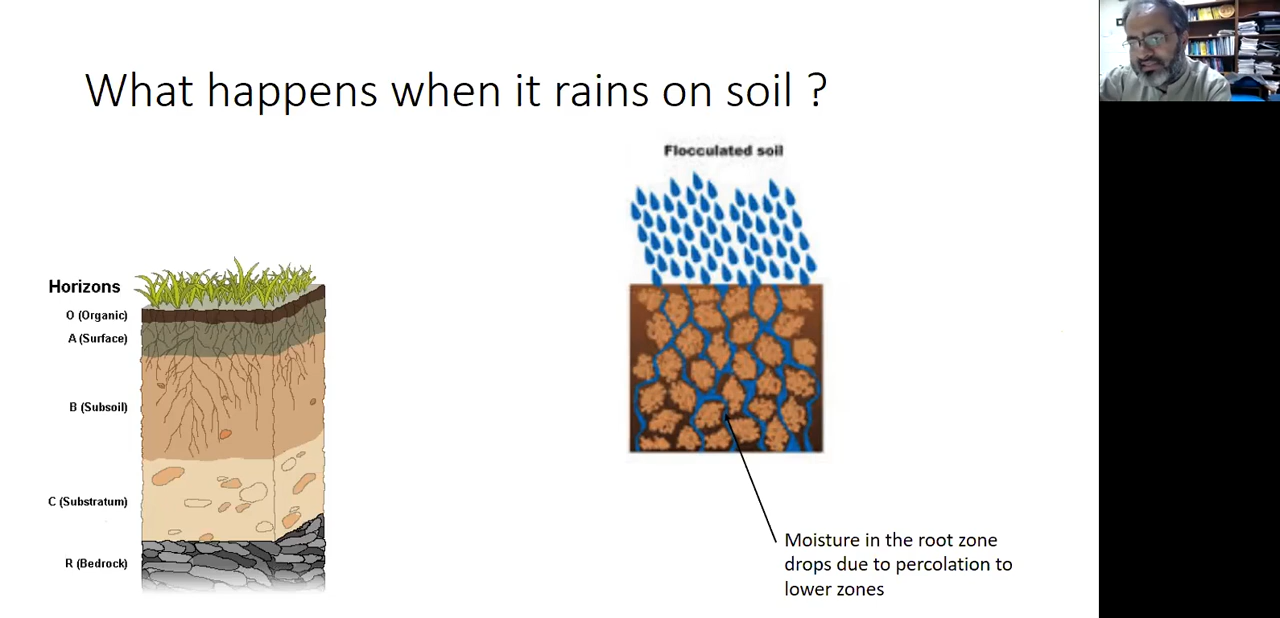 What happens when it rains on soil ?
Flocculated soil
Horizons
O (Organic)
A (Surface)
B (Subsoil)
C (Substratum)
R (Bedrock)
Moisture in the root zone
drops due to percolation to
lower zones